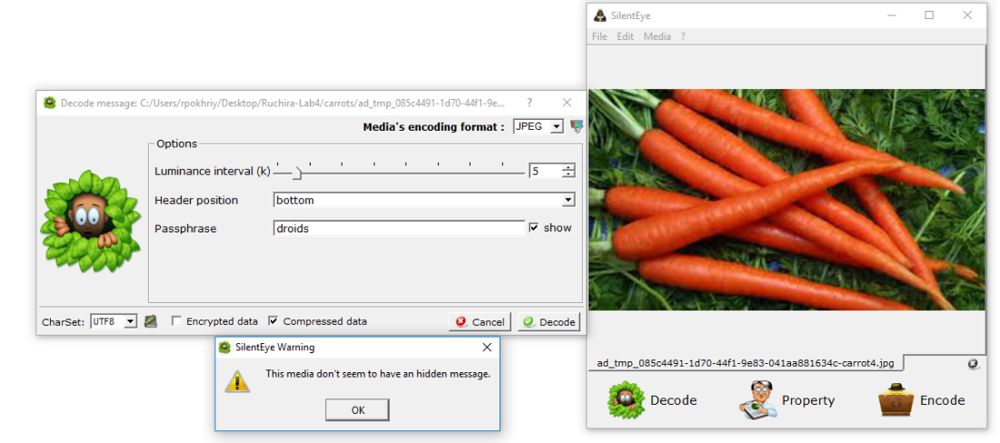 SilentEye
File Edit Media ?
Decode message: C:/Users/rpokhriy/Desktop/Ruchira-Lab4/carrots/ad_tmp_085c4491-1d70-44f1-9e... ?
Media's encoding format : JPEG
Options
Luminance interval (k) 5
Header position bottom
Passphrase droids show
CharSet: UTF8 Encrypted data Compressed data Cancel Decode
SilentEye Warning
This media don't seem to have an hidden message.
OK
ad_tmp_085c4491-1d70-44f1-9e83-041aa881634c-carrot4.jpg
Decode Property Encode